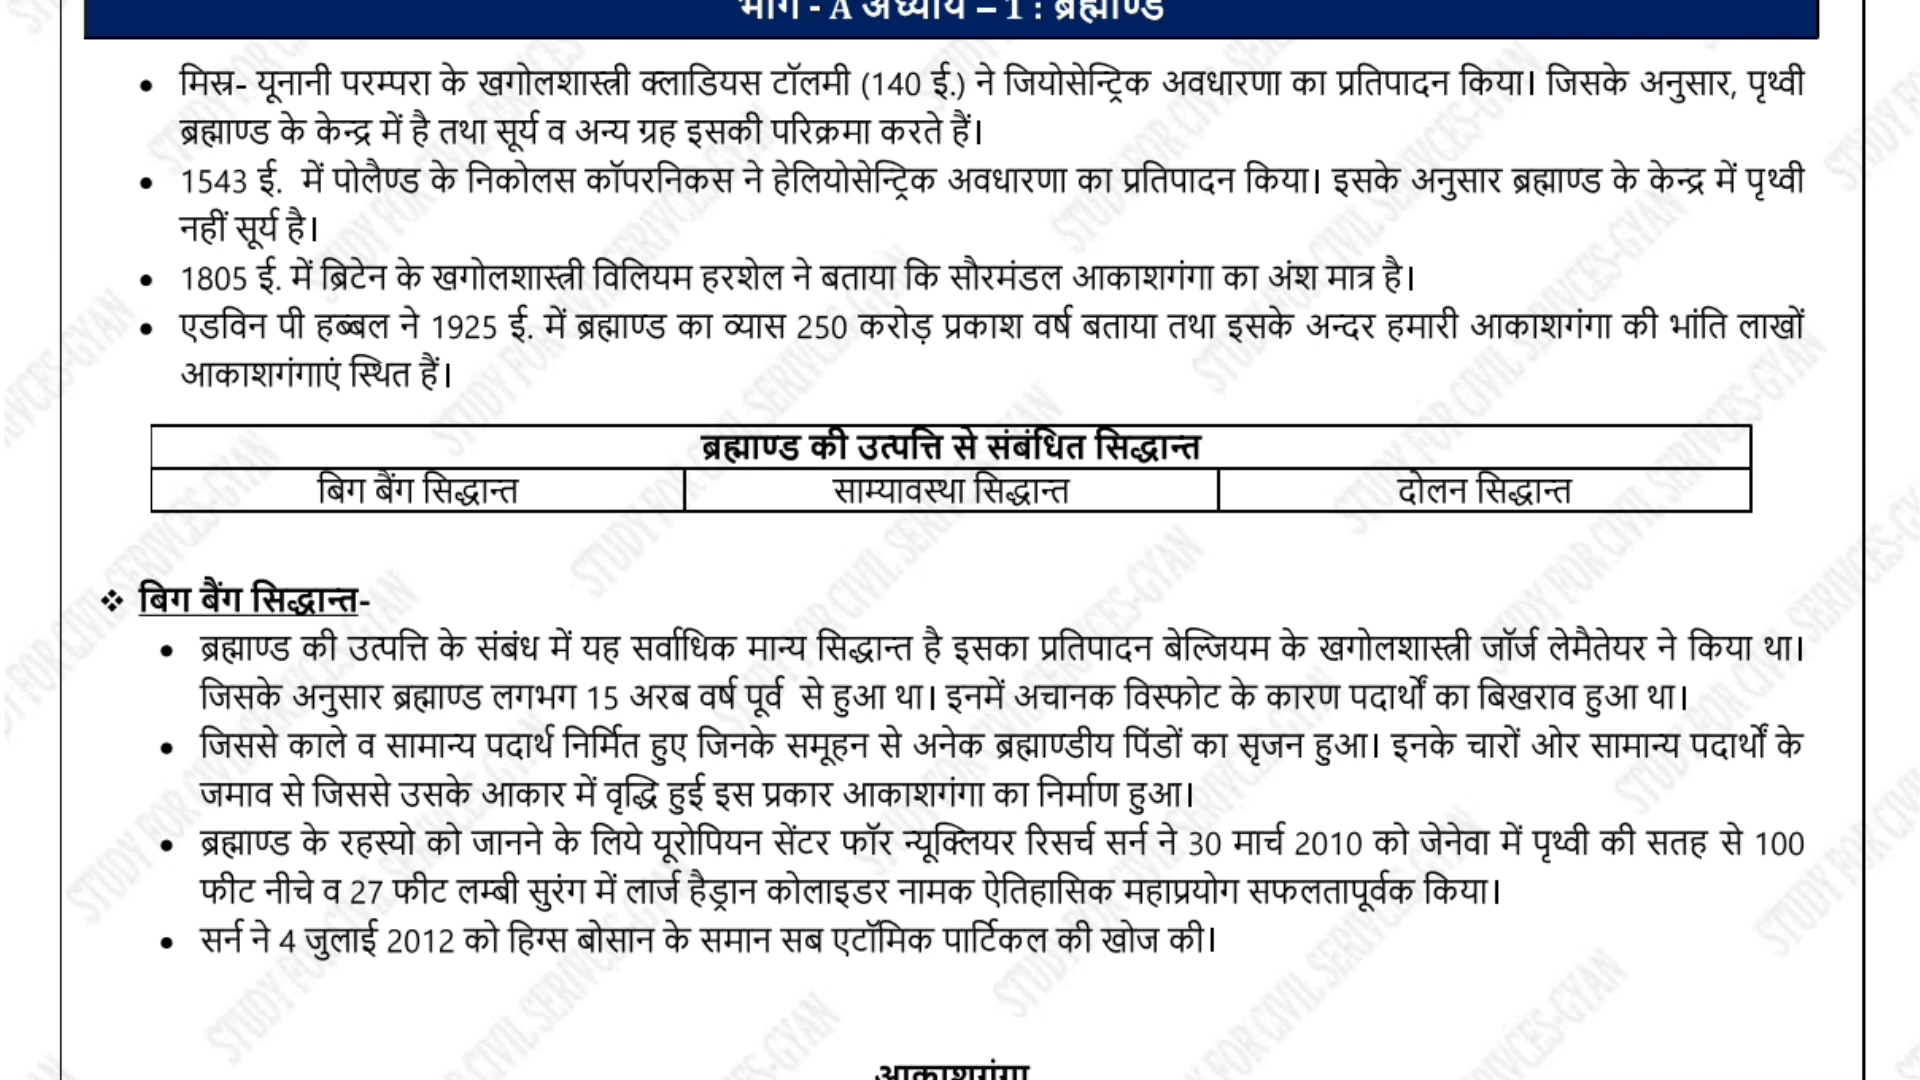 भाग - A अध्याय – 1 : ब्रह्माण्ड
• मिस्र- यूनानी परम्परा के खगोलशास्त्री क्लाडियस टॉलमी (140 ई.) ने जियोसेन्ट्रिक अवधारणा का प्रतिपादन किया। जिसके अनुसार, पृथ्वी
ब्रह्माण्ड के केन्द्र में है तथा सूर्य व अन्य ग्रह इसकी परिक्रमा करते हैं।
• 1543 ई. में पोलैण्ड के निकोलस कॉपरनिकस ने हेलियोसेन्ट्रिक अवधारणा का प्रतिपादन किया। इसके अनुसार ब्रह्माण्ड के केन्द्र में पृथ्वी
नहीं सूर्य है।
• 1805 ई. में ब्रिटेन के खगोलशास्त्री विलियम हरशेल ने बताया कि सौरमंडल आकाशगंगा का अंश मात्र है।
• एडविन पी हब्बल ने 1925 ई. में ब्रह्माण्ड का व्यास 250 करोड़ प्रकाश वर्ष बताया तथा इसके अन्दर हमारी आकाशगंगा की भांति लाखों
आकाशगंगाएं स्थित हैं।
ब्रह्माण्ड की उत्पत्ति से संबंधित सिद्धान्त
बिग बैंग सिद्धान्त साम्यावस्था सिद्धान्त दोलन सिद्धान्त
❖ बिग बैंग सिद्धान्त-
• ब्रह्माण्ड की उत्पत्ति के संबंध में यह सर्वाधिक मान्य सिद्धान्त है इसका प्रतिपादन बेल्जियम के खगोलशास्त्री जॉर्ज लेमैतेयर ने किया था।
जिसके अनुसार ब्रह्माण्ड लगभग 15 अरब वर्ष पूर्व से हुआ था। इनमें अचानक विस्फोट के कारण पदार्थों का बिखराव हुआ था।
• जिससे काले व सामान्य पदार्थ निर्मित हुए जिनके समूहन से अनेक ब्रह्माण्डीय पिंडों का सृजन हुआ। इनके चारों ओर सामान्य पदार्थों के
जमाव से जिससे उसके आकार में वृद्धि हुई इस प्रकार आकाशगंगा का निर्माण हुआ।
• ब्रह्माण्ड के रहस्यो को जानने के लिये यूरोपियन सेंटर फॉर न्यूक्लियर रिसर्च सर्न ने 30 मार्च 2010 को जेनेवा में पृथ्वी की सतह से 100
फीट नीचे व 27 फीट लम्बी सुरंग में लार्ज हैड्रान कोलाइडर नामक ऐतिहासिक महाप्रयोग सफलतापूर्वक किया।
• सर्न ने 4 जुलाई 2012 को हिग्स बोसान के समान सब एटॉमिक पार्टिकल की खोज की।
आकाशगंगा
STUDY FOR CIVIL SERIVCES-GYAN